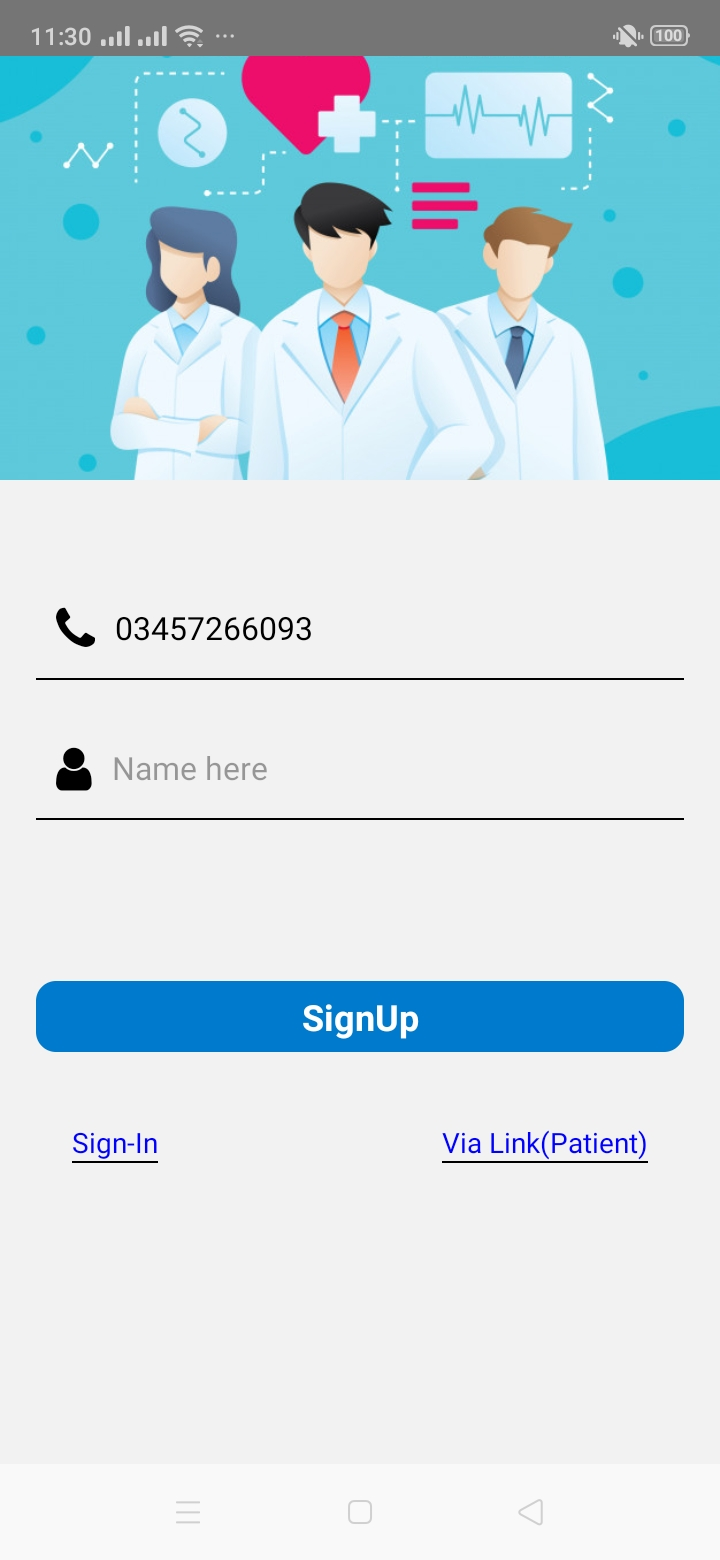 11:30
100
03457266093
Name here
SignUp
Sign-In
Via Link(Patient)